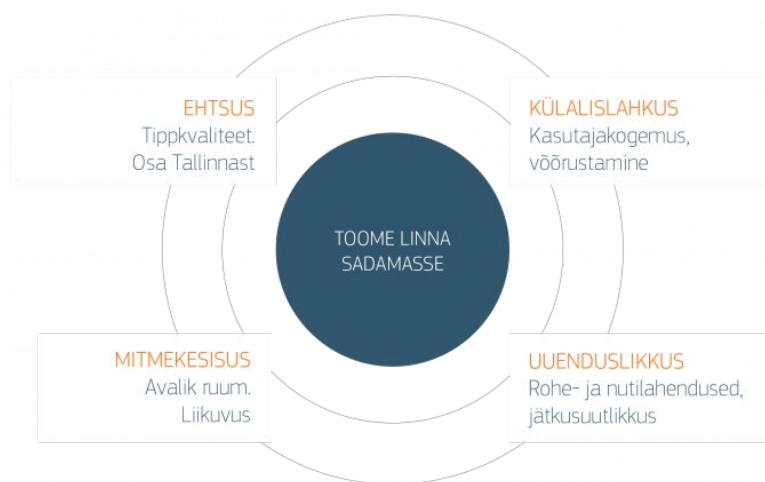 EHTSUS
Tippkvaliteet.
Osa Tallinnast
KÜLALISLAHKUS
Kasutajakogemus,
võõrustamine
TOOME LINNA
SADAMASSE
MITMEKESISUS
Avalik ruum.
Liikuvus
UUENDUSLIKKUS
Rohe- ja nutilahendused,
jätkusuutlikkus